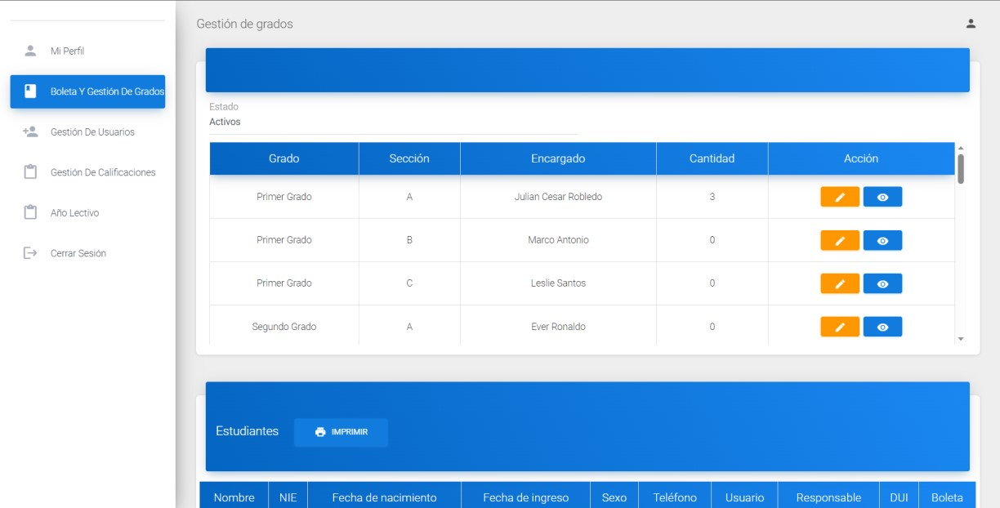 Gestión de grados
Mi Perfil
Boleta Y Gestión De Grados
Gestión De Usuarios
Gestión De Calificaciones
Año Lectivo
Cerrar Sesión
Estado
Activos
Grado Sección Encargado Cantidad Acción
Primer Grado A Julian Cesar Robledo 3
Primer Grado B Marco Antonio 0
Primer Grado C Leslie Santos 0
Segundo Grado A Ever Ronaldo 0
Estudiantes IMPRIMIR
Nombre NIE Fecha de nacimiento Fecha de ingreso Sexo Teléfono Usuario Responsable DUI Boleta